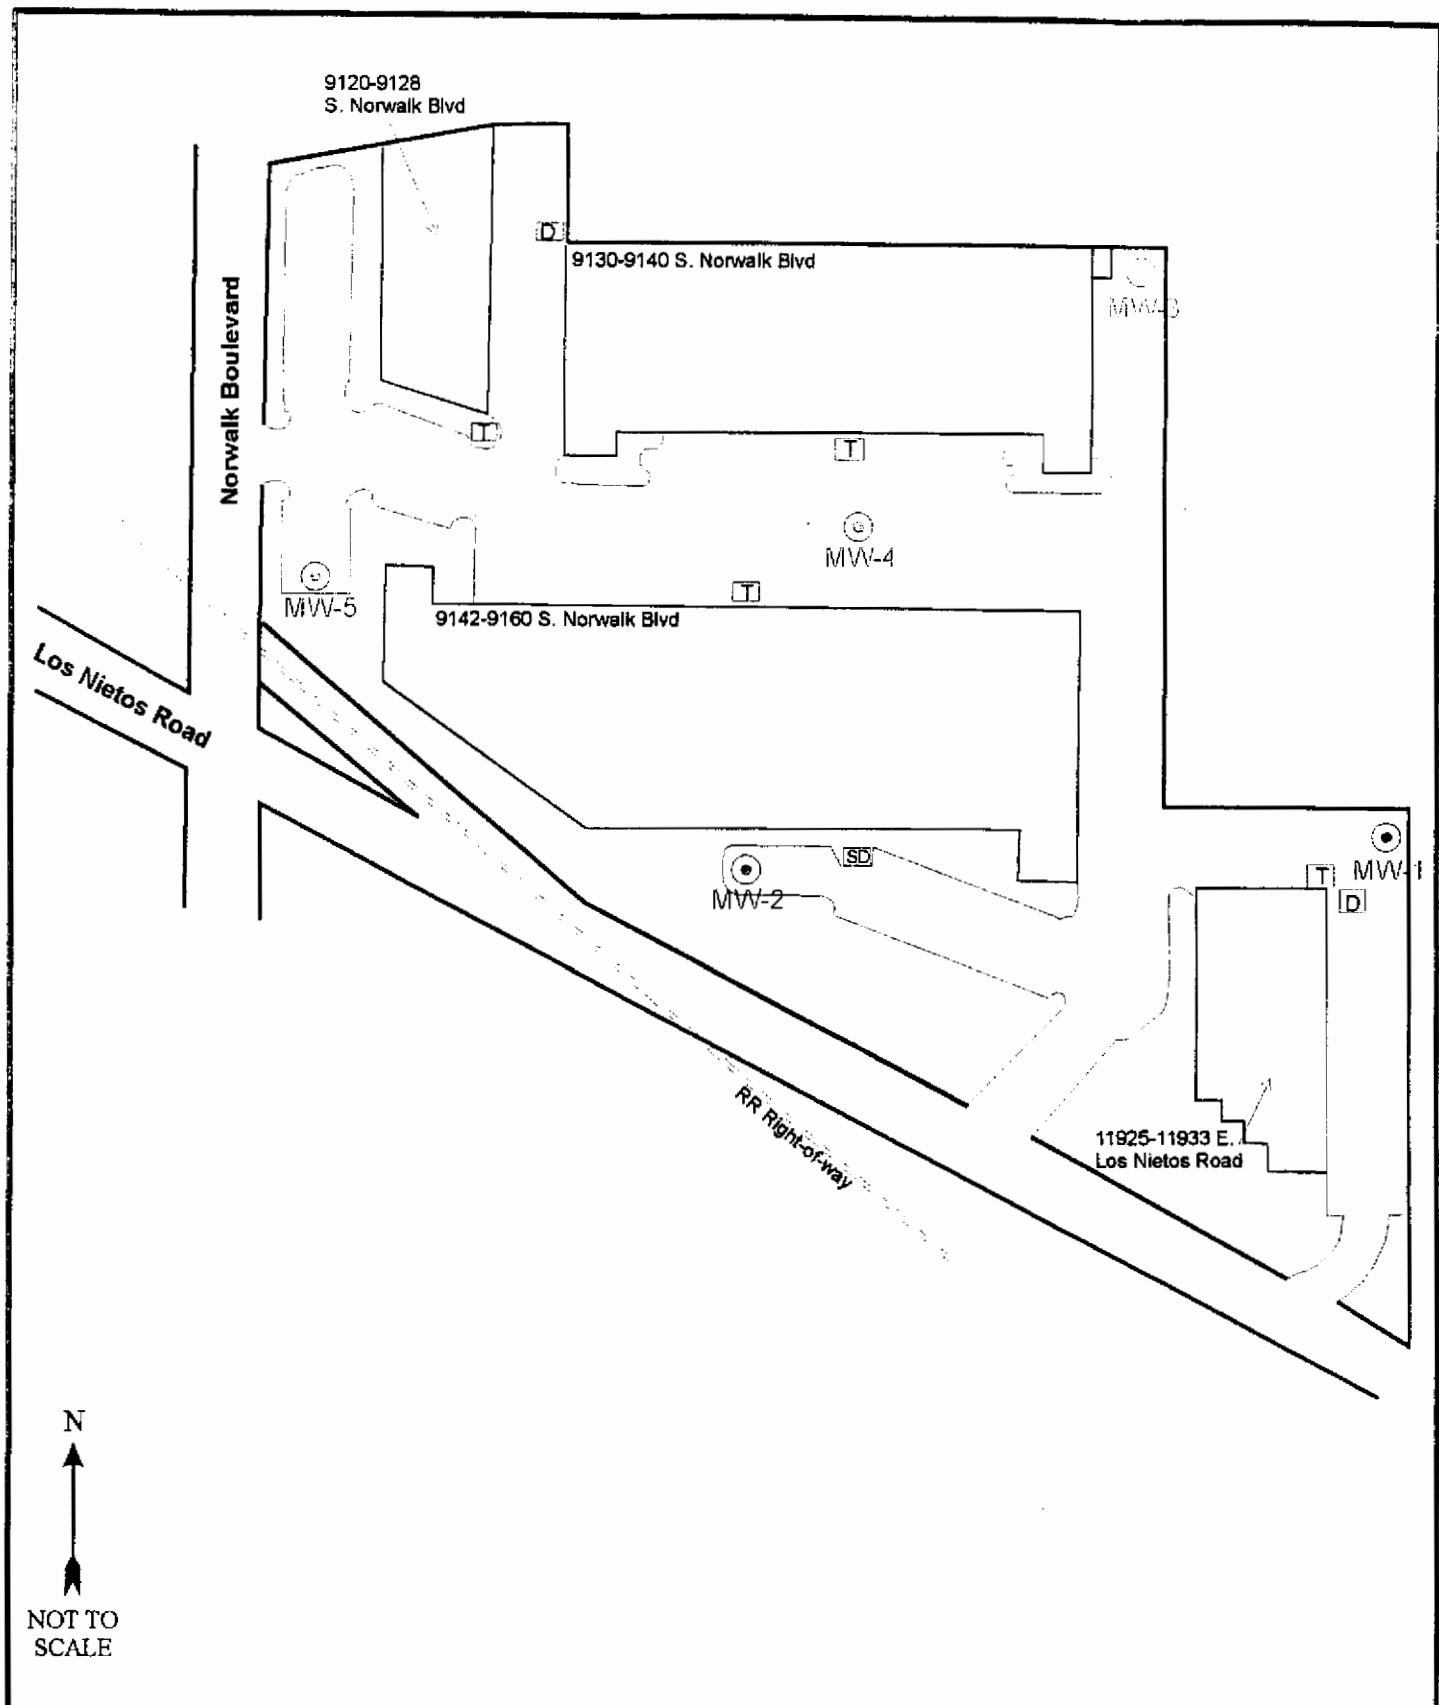 9120-9128
S. Norwalk Blvd
D
9130-9140 S. Norwalk Blvd
MW-3
Norwalk Boulevard
T
T
MW-4
T
MW-5
9142-9160 S. Norwalk Blvd
Los Nietos Road
SD
MW-2
MW-1
T
D
RR Right-of-way
11925-11933 E.
Los Nietos Road
N
NOT TO
SCALE